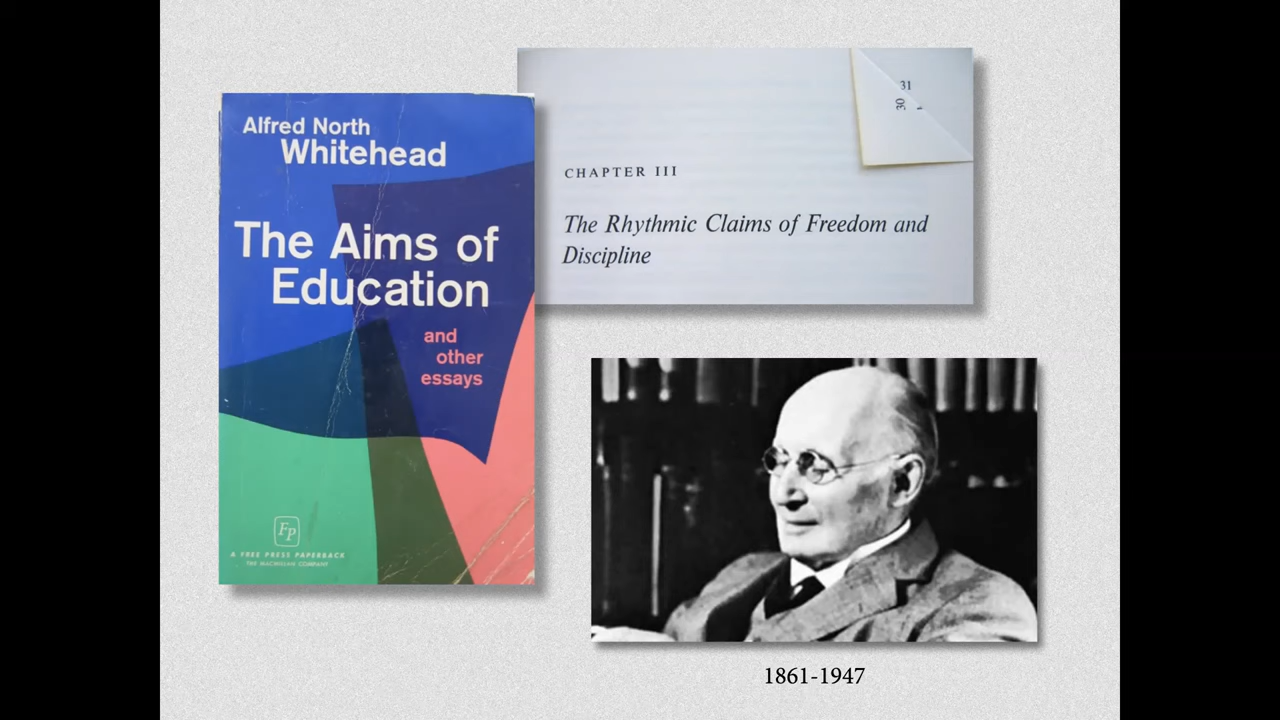 Alfred North
Whitehead
The Aims of
Education
and
other
essays
Fp
A FREE PRESS PAPERBACK
THE MACMILLAN COMPANY
31
30
CHAPTER III
The Rhythmic Claims of Freedom and
Discipline
1861-1947